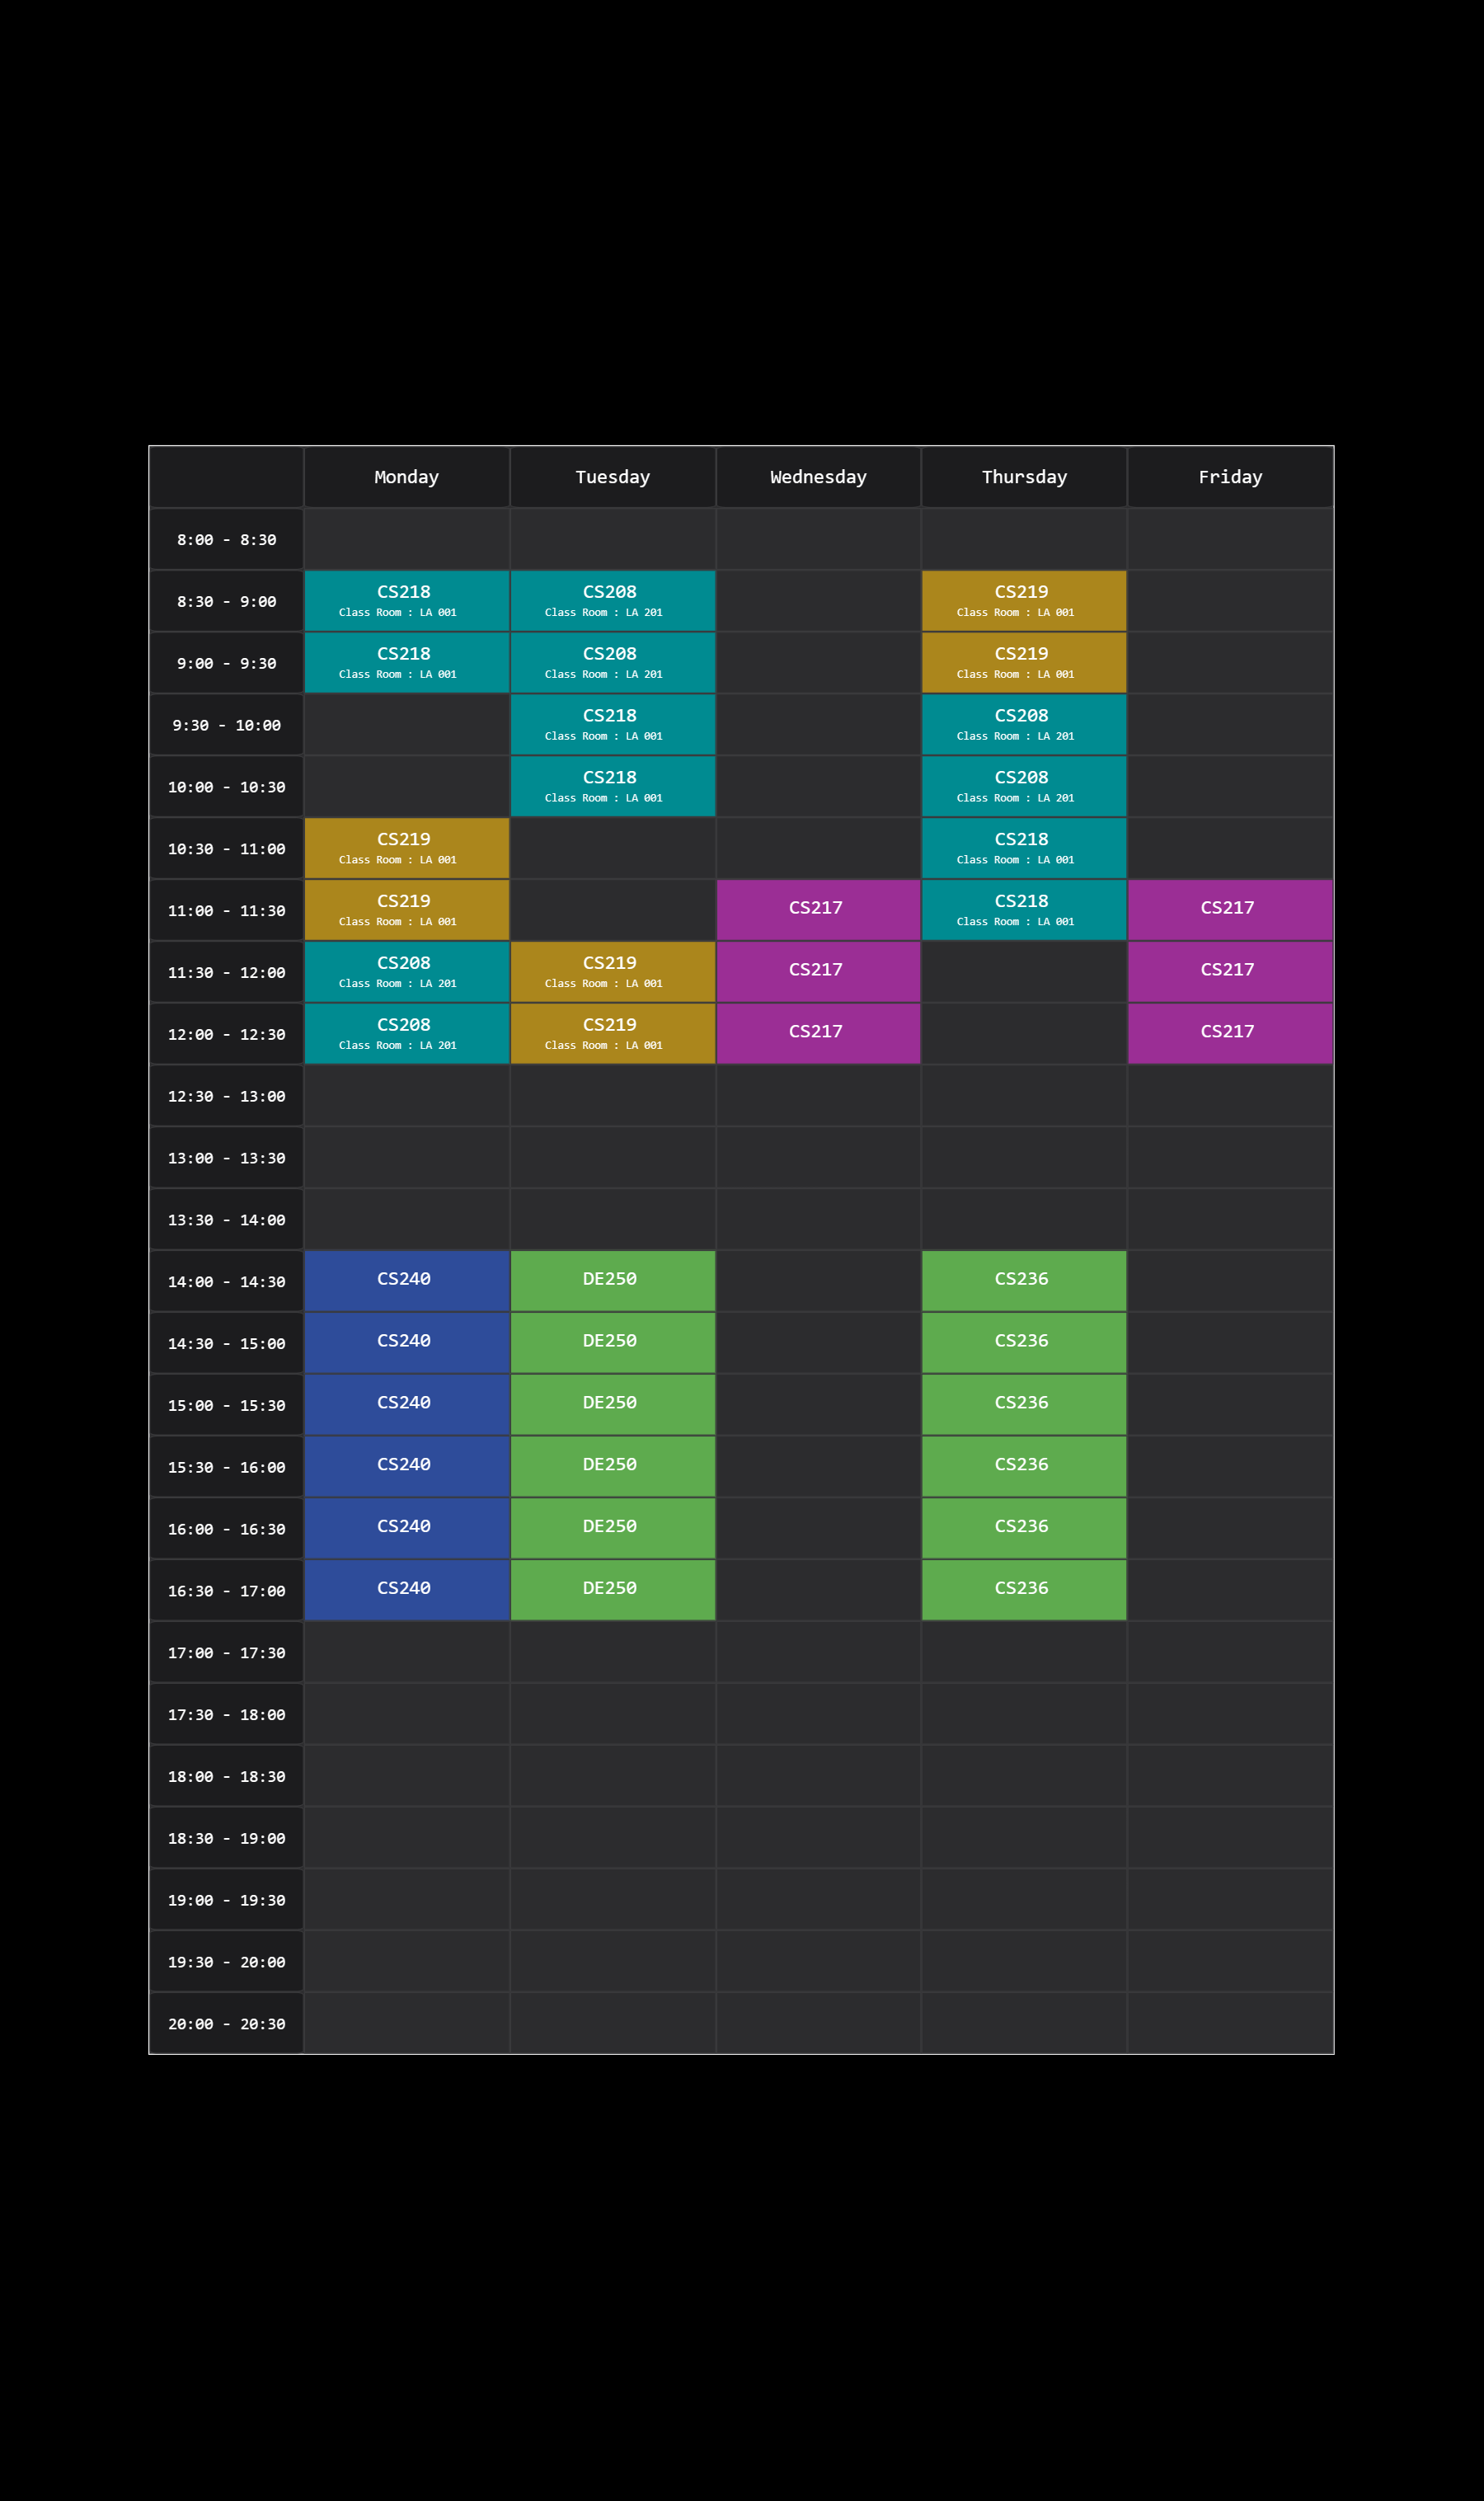 Monday Tuesday Wednesday Thursday Friday
8:00 - 8:30
8:30 - 9:00 CS218 CS208 CS219
Class Room : LA 001 Class Room : LA 201 Class Room : LA 001
9:00 - 9:30 CS218 CS208 CS219
Class Room : LA 001 Class Room : LA 201 Class Room : LA 001
9:30 - 10:00 CS218 CS208
Class Room : LA 001 Class Room : LA 201
10:00 - 10:30 CS218 CS208
Class Room : LA 001 Class Room : LA 201
10:30 - 11:00 CS219 CS218
Class Room : LA 001 Class Room : LA 001
11:00 - 11:30 CS219 CS217 CS218 CS217
Class Room : LA 001 Class Room : LA 001
11:30 - 12:00 CS208 CS219 CS217 CS217
Class Room : LA 201 Class Room : LA 001
12:00 - 12:30 CS208 CS219 CS217 CS217
Class Room : LA 201 Class Room : LA 001
12:30 - 13:00
13:00 - 13:30
13:30 - 14:00
14:00 - 14:30 CS240 DE250 CS236
14:30 - 15:00 CS240 DE250 CS236
15:00 - 15:30 CS240 DE250 CS236
15:30 - 16:00 CS240 DE250 CS236
16:00 - 16:30 CS240 DE250 CS236
16:30 - 17:00 CS240 DE250 CS236
17:00 - 17:30
17:30 - 18:00
18:00 - 18:30
18:30 - 19:00
19:00 - 19:30
19:30 - 20:00
20:00 - 20:30